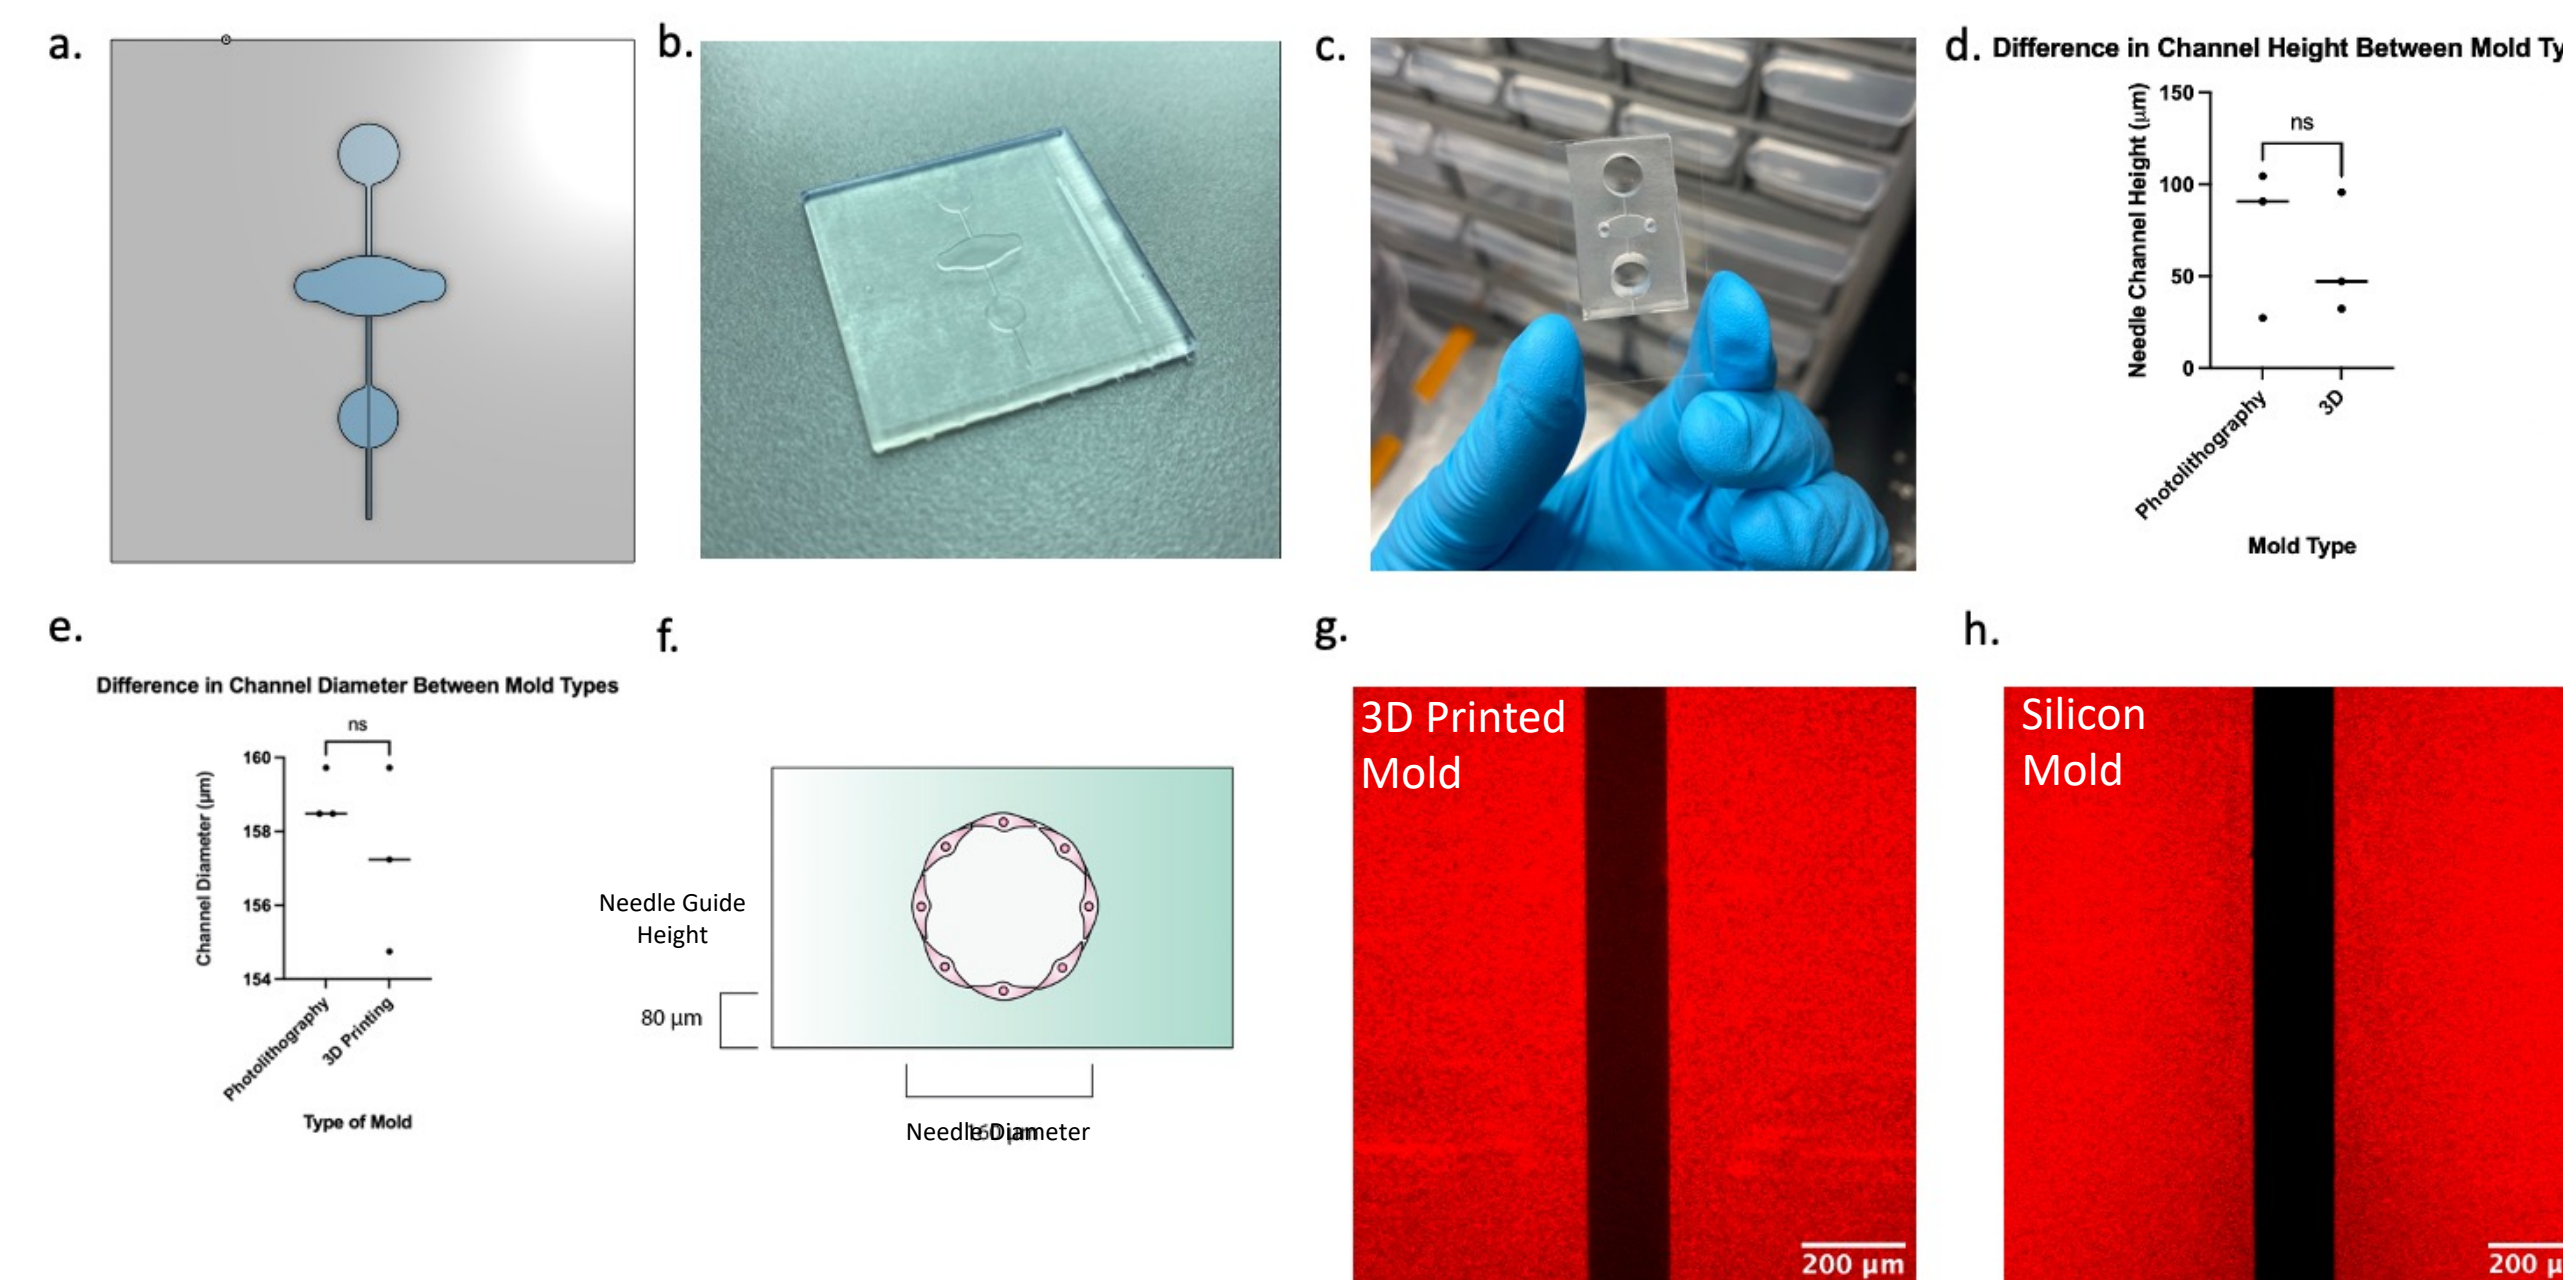 a.
b.
c.
d. Difference in Channel Height Between Mold Ty
Needle Channel Height (µm)
150
100
50
0
ns
Photolithography
3D
Mold Type
e.
Difference in Channel Diameter Between Mold Types
Channel Diameter (µm)
160
158
156
154
ns
Photolithography
3D Printing
Type of Mold
f.
Needle Guide
Height
80 µm
Needle Diameter
g.
3D Printed
Mold
200 µm
h.
Silicon
Mold
200 µ